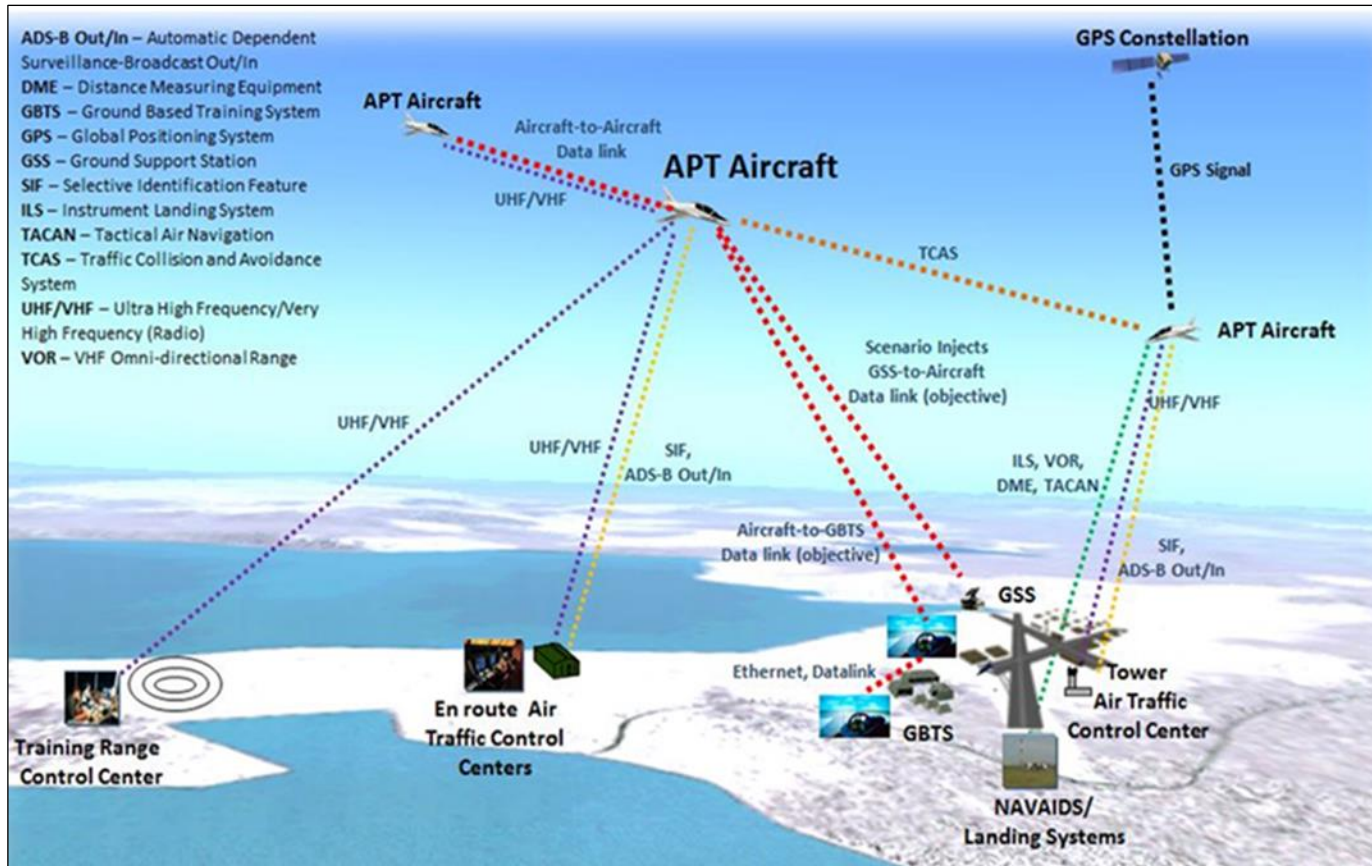 ADS-B Out/In – Automatic Dependent
Surveillance-Broadcast Out/In
DME – Distance Measuring Equipment
GBTS – Ground Based Training System
GPS – Global Positioning System
GSS – Ground Support Station
SIF – Selective Identification Feature
ILS – Instrument Landing System
TACAN – Tactical Air Navigation
TCAS – Traffic Collision and Avoidance
System
UHF/VHF – Ultra High Frequency/Very
High Frequency (Radio)
VOR – VHF Omni-directional Range
GPS Constellation
APT Aircraft
Aircraft-to-Aircraft
Data link
UHF/VHF
APT Aircraft
GPS Signal
TCAS
APT Aircraft
Scenario Injects
GSS-to-Aircraft
Data link (objective)
UHF/VHF
UHF/VHF
UHF/VHF
SIF,
ADS-B Out/In
ILS, VOR,
DME, TACAN
Aircraft-to-GBTS
Data link (objective)
SIF,
ADS-B Out/In
GSS
Ethernet, Datalink
GBTS
Tower
Air Traffic
Control Center
En route Air
Traffic Control
Centers
Training Range
Control Center
NAVAIDS/
Landing Systems